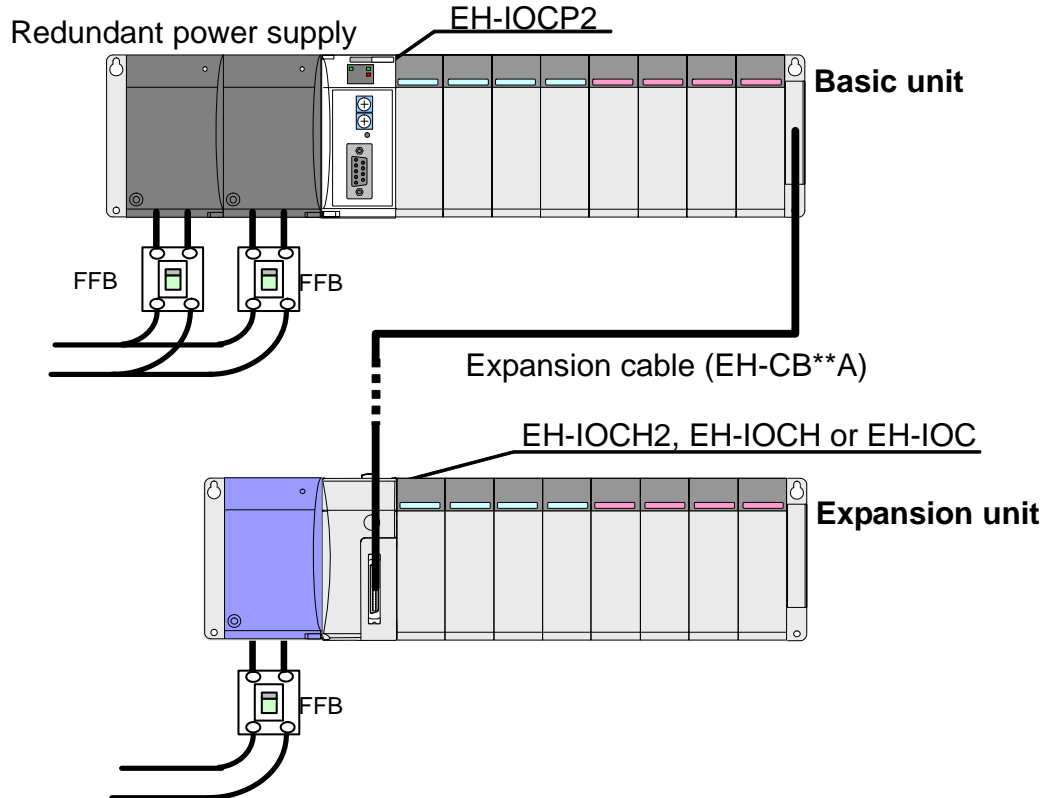 EH-IOCP2
Redundant power supply
Basic unit
FFB
FFB
Expansion cable (EH-CB**A)
EH-IOCH2, EH-IOCH or EH-IOC
Expansion unit
FFB